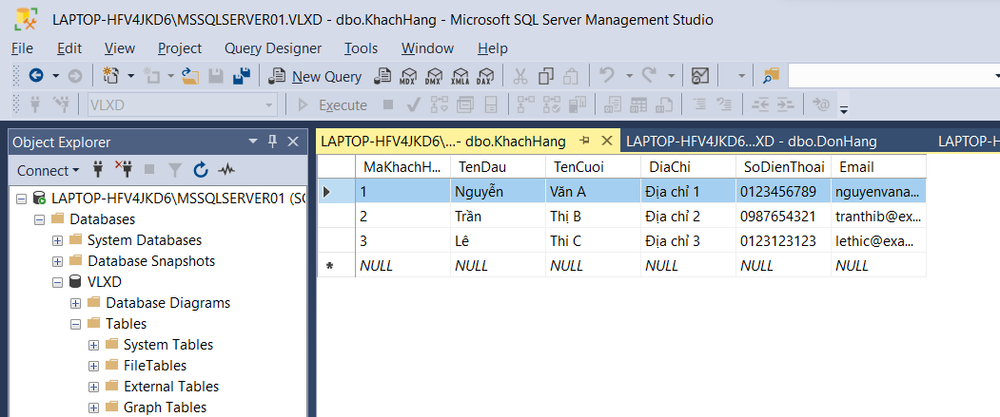 LAPTOP-HFV4JKD6\MSSQLSERVER01.VLXD - dbo.KhachHang - Microsoft SQL Server Management Studio
File Edit View Project Query Designer Tools Window Help
New Query MDX DMX XMLA DAX
VLXD Execute
Object Explorer
Connect
LAPTOP-HFV4JKD6\MSSQLSERVER01 (SC
Databases
System Databases
Database Snapshots
VLXD
Database Diagrams
Tables
System Tables
FileTables
External Tables
Graph Tables
LAPTOP-HFV4JKD6\...- dbo.KhachHang LAPTOP-HFV4JKD6...XD - dbo.DonHang LAPTOP-H
MaKhachH... TenDau TenCuoi DiaChi SoDienThoai Email
1 Nguyễn Văn A Địa chỉ 1 0123456789 nguyenvana...
2 Trần Thị B Địa chỉ 2 0987654321 tranthib@ex...
3 Lê Thi C Địa chỉ 3 0123123123 lethic@exa...
NULL NULL NULL NULL NULL NULL